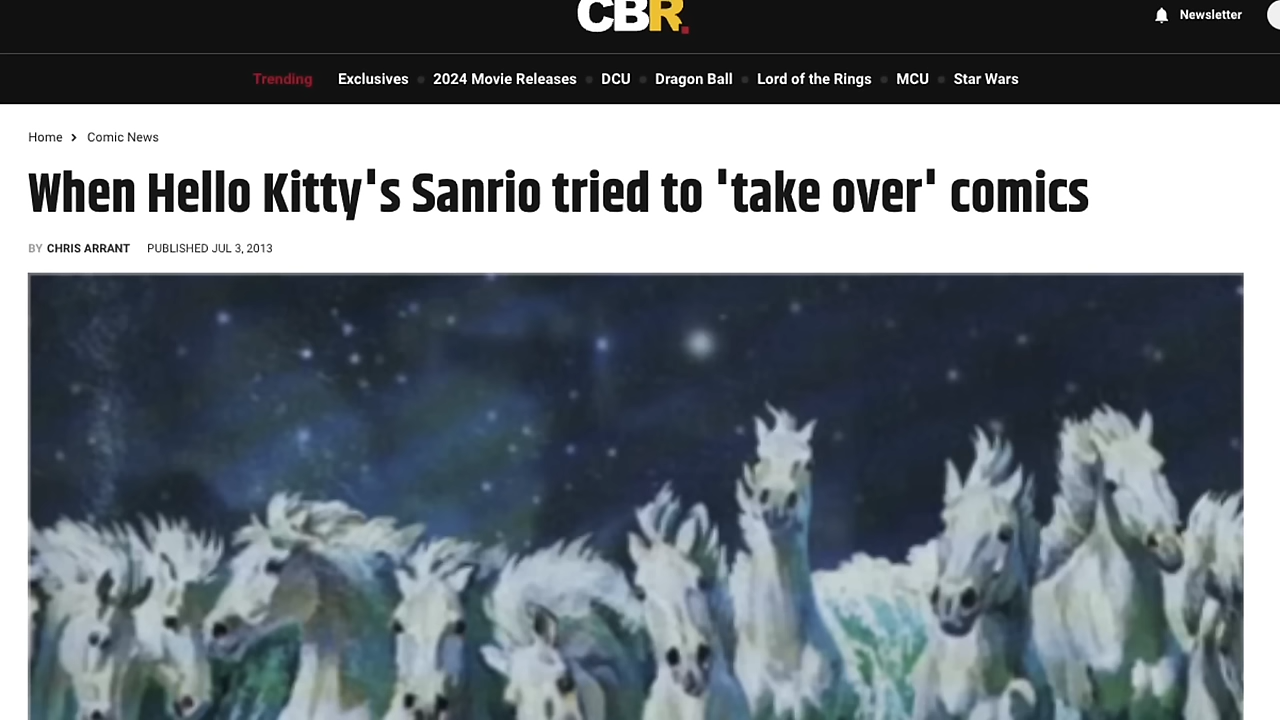 CBR.
Newsletter
Trending Exclusives 2024 Movie Releases DCU Dragon Ball Lord of the Rings MCU Star Wars
Home Comic News
When Hello Kitty's Sanrio tried to 'take over' comics
BY CHRIS ARRANT PUBLISHED JUL 3, 2013